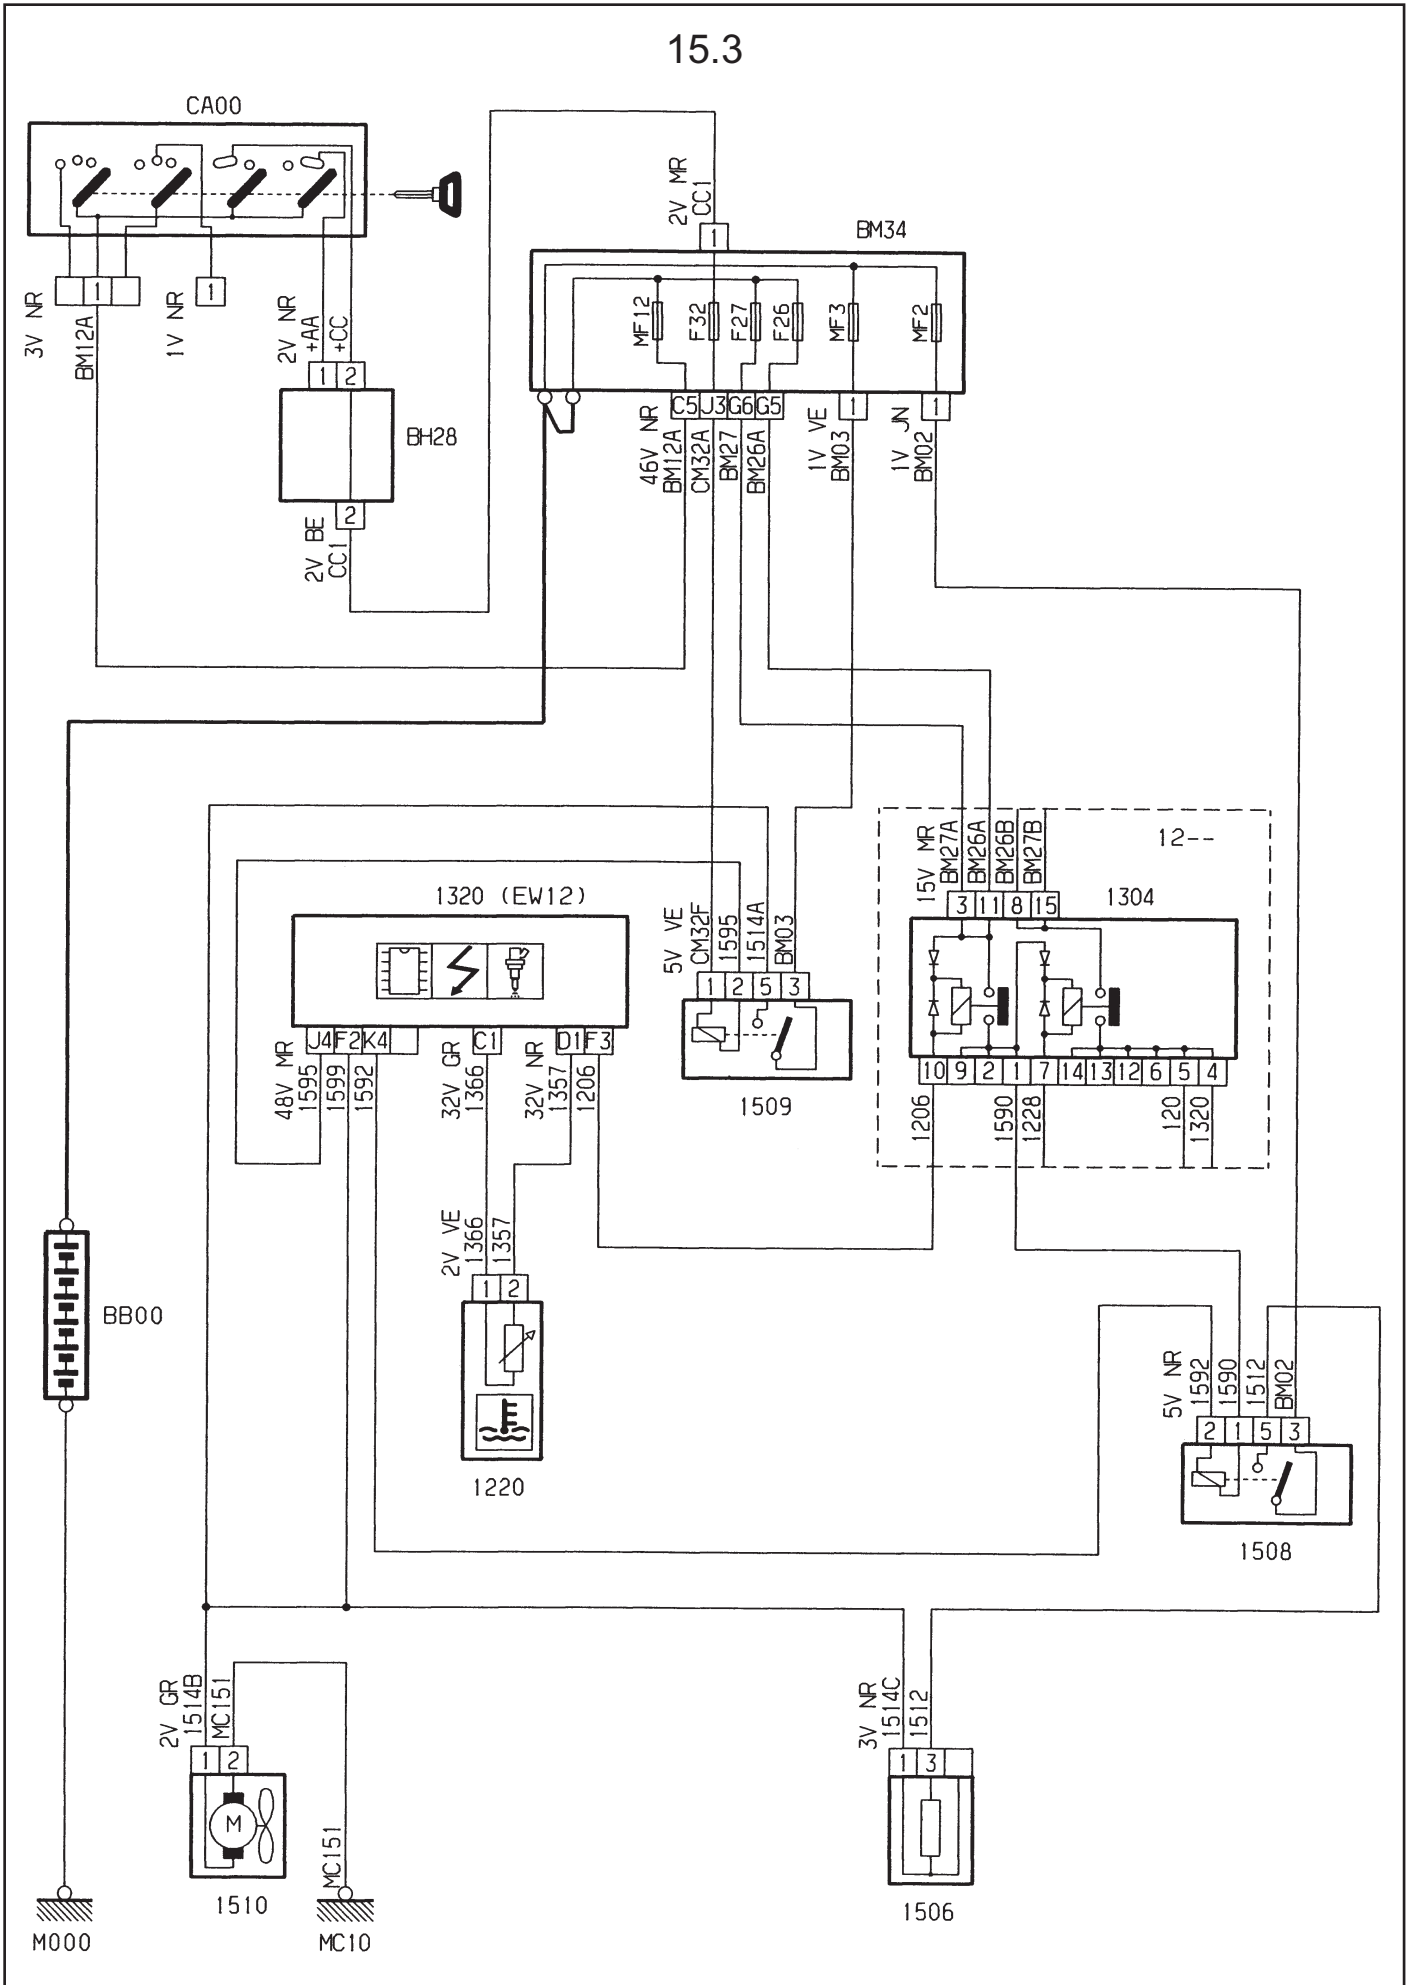 15.3
CA00
2V MR
CC1
1
BM34
3V NR
1
BM12A
1V NR
1
2V NR
+AA
+CC
1 2
MF12
F32
F27
F26
MF3
MF2
BH28
2
2V BE
CC1
C5 J3 G6 G5
1
1
46V NR
BM12A
CM32A
BM27
BM26A
1V VE
BM03
1V JN
BM02
12--
15V MR
BM27A
BM26A
BM26B
BM27B
3 11 8 15
1304
10 9 2 1 7 14 13 12 6 5 4
1206
1590
1228
120
1320
1320 (EW12)
J4 F2 K4
C1
D1 F3
48V MR
1595
1599
1592
32V GR
1366
32V NR
1357
1206
5V VE
CM32F
1595
1514A
BM03
1 2 5 3
1509
2V VE
1366
1357
1 2
1220
BB00
5V NR
1592
1590
1512
BM02
2 1 5 3
1508
2V GR
1514B
MC151
1 2
M
1510
MC151
3V NR
1514C
1512
1 3
1506
M000
MC10